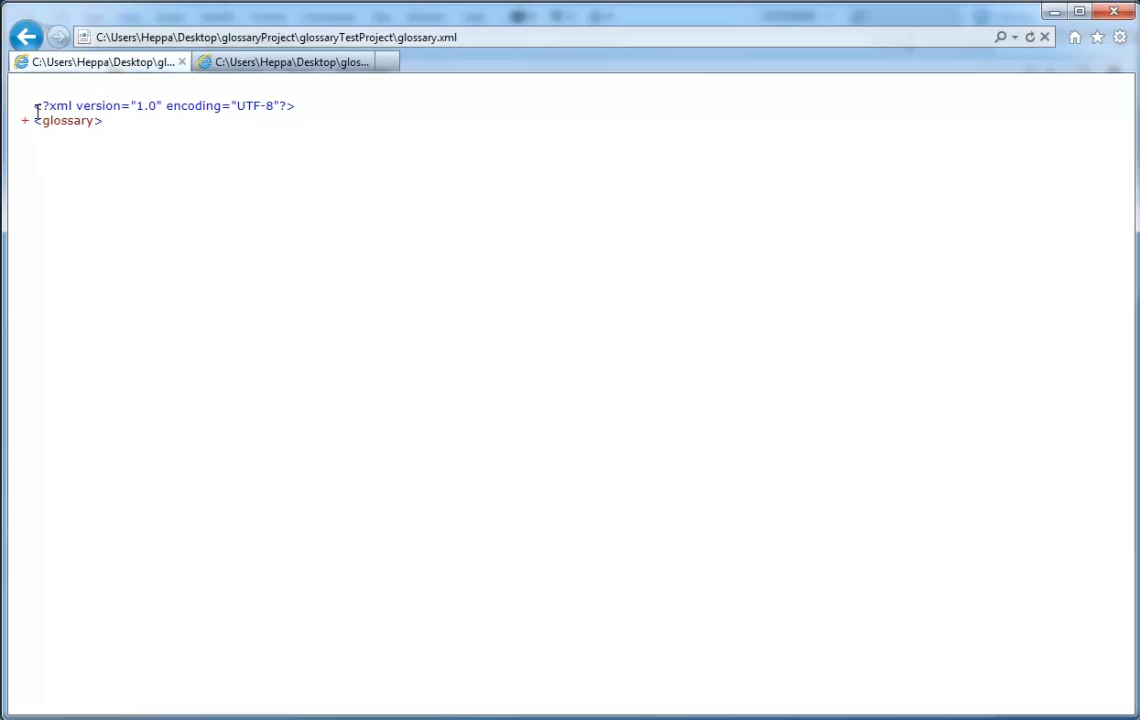 C:\Users\Heppa\Desktop\glossaryProject\glossaryTestProject\glossary.xml
C:\Users\Heppa\Desktop\gl...
C:\Users\Heppa\Desktop\glos...
<?xml version="1.0" encoding="UTF-8"?>
+ <glossary>